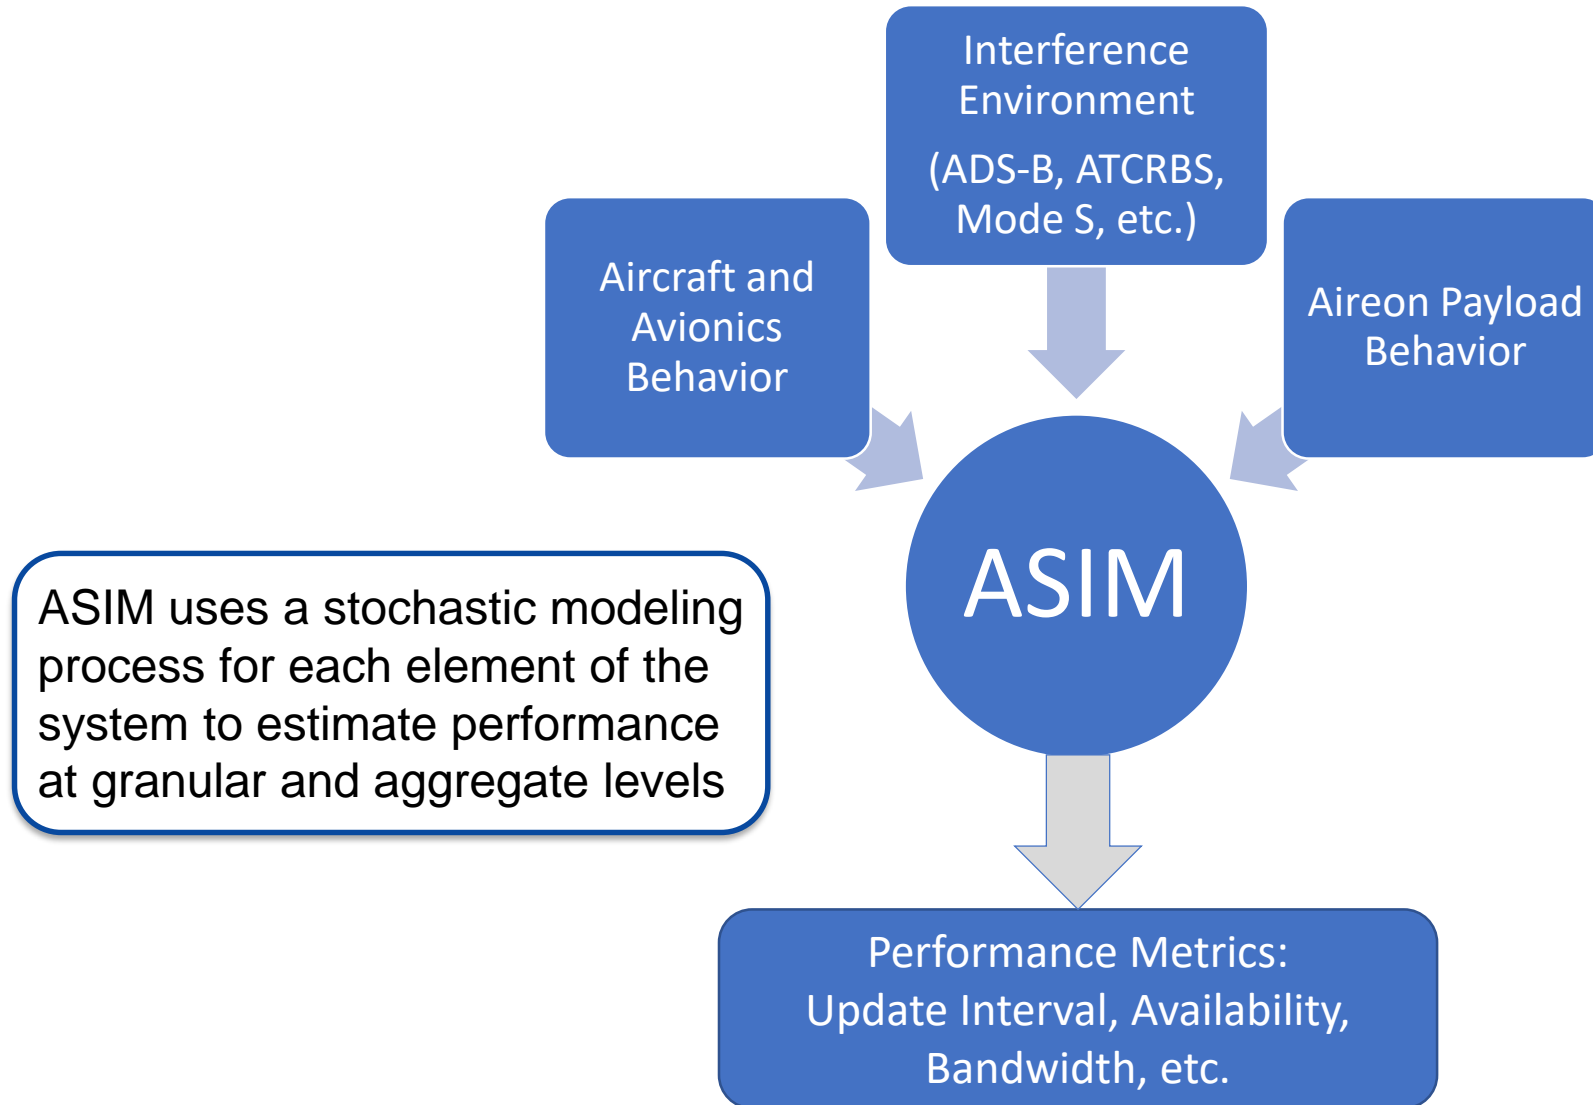 Interference
Environment
(ADS-B, ATCRBS,
Mode S, etc.)
Aircraft and
Avionics
Behavior
Aireon Payload
Behavior
ASIM
ASIM uses a stochastic modeling
process for each element of the
system to estimate performance
at granular and aggregate levels
Performance Metrics:
Update Interval, Availability,
Bandwidth, etc.